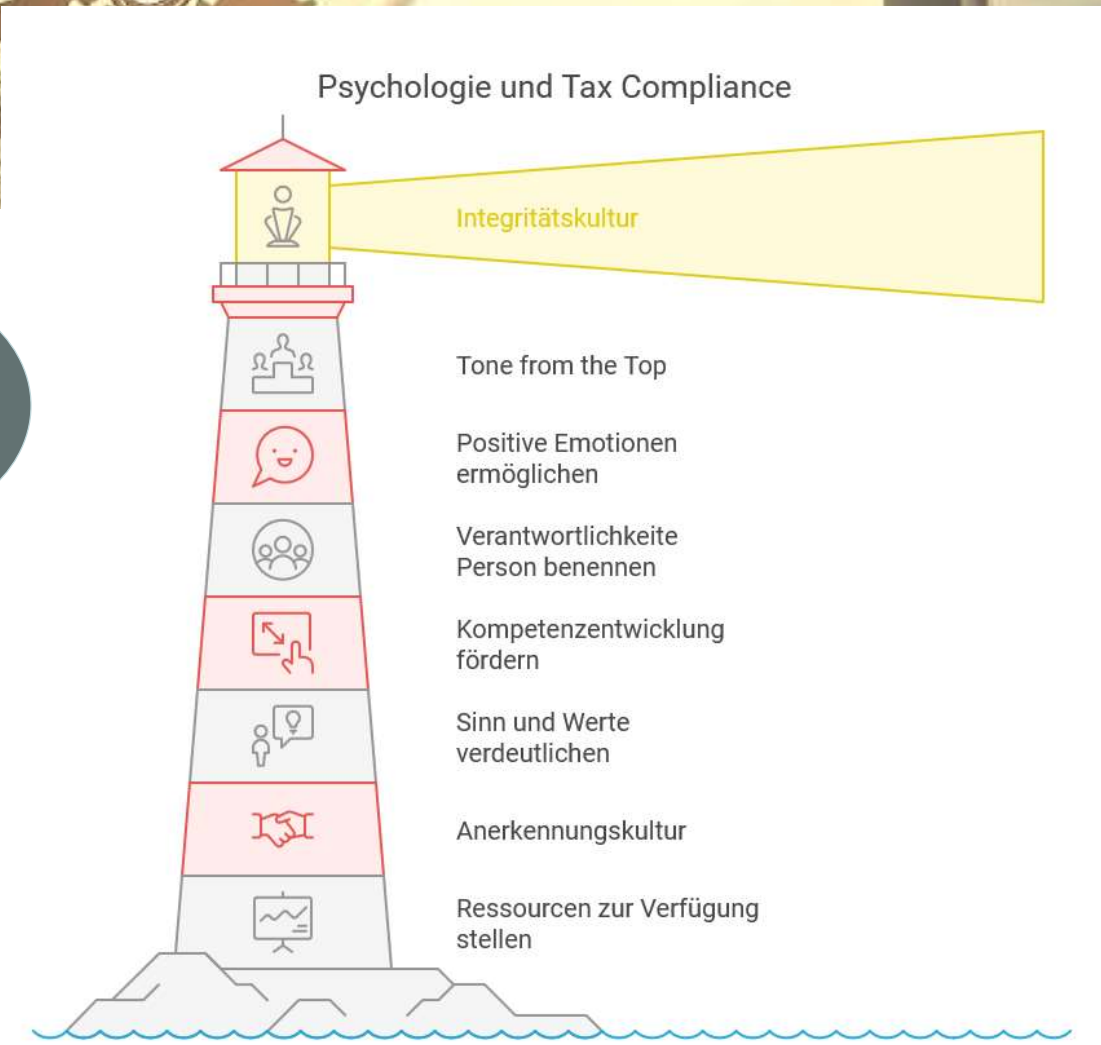 Psychologie und Tax Compliance
Integritätskultur
Tone from the Top
Positive Emotionen
ermöglichen
Verantwortlichkeite
Person benennen
Kompetenzentwicklung
fördern
Sinn und Werte
verdeutlichen
Anerkennungskultur
Ressourcen zur Verfügung
stellen